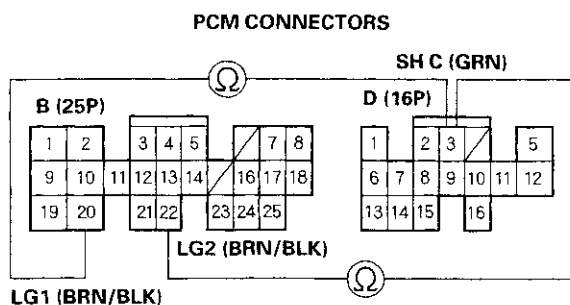 PCM CONNECTORS
SH C (GRN)
Ω
B (25P)
D (16P)
1 2 3 4 5 7 8
9 10 11 12 13 14 16 17 18
19 20 21 22 23 24 25
1 2 3 5
6 7 8 9 10 11 12
13 14 15 16
LG2 (BRN/BLK)
Ω
LG1 (BRN/BLK)